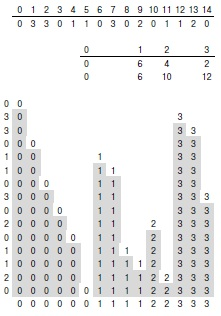 0 1 2 3 4 5 6 7 8 9 10 11 12 13 14
0 3 3 0 1 1 0 3 0 2 0 1 1 2 0
0 1 2 3
0 6 4 2
0 6 10 12
0 0
3 0 3
3 0 3 3
0 0 0 3 3
1 0 0 1 3 3
1 0 0 1 1 3 3
0 0 0 0 1 1 3 3
3 0 0 0 1 1 3 3 3
0 0 0 0 0 1 1 3 3 3
2 0 0 0 0 1 1 2 3 3 3
0 0 0 0 0 0 1 1 2 3 3 3
1 0 0 0 0 0 1 1 1 2 3 3 3
1 0 0 0 0 0 1 1 1 1 2 3 3 3
2 0 0 0 0 0 1 1 1 1 2 2 3 3 3
0 0 0 0 0 0 0 1 1 1 1 2 2 3 3 3
0 0 0 0 0 0 1 1 1 1 2 2 3 3 3